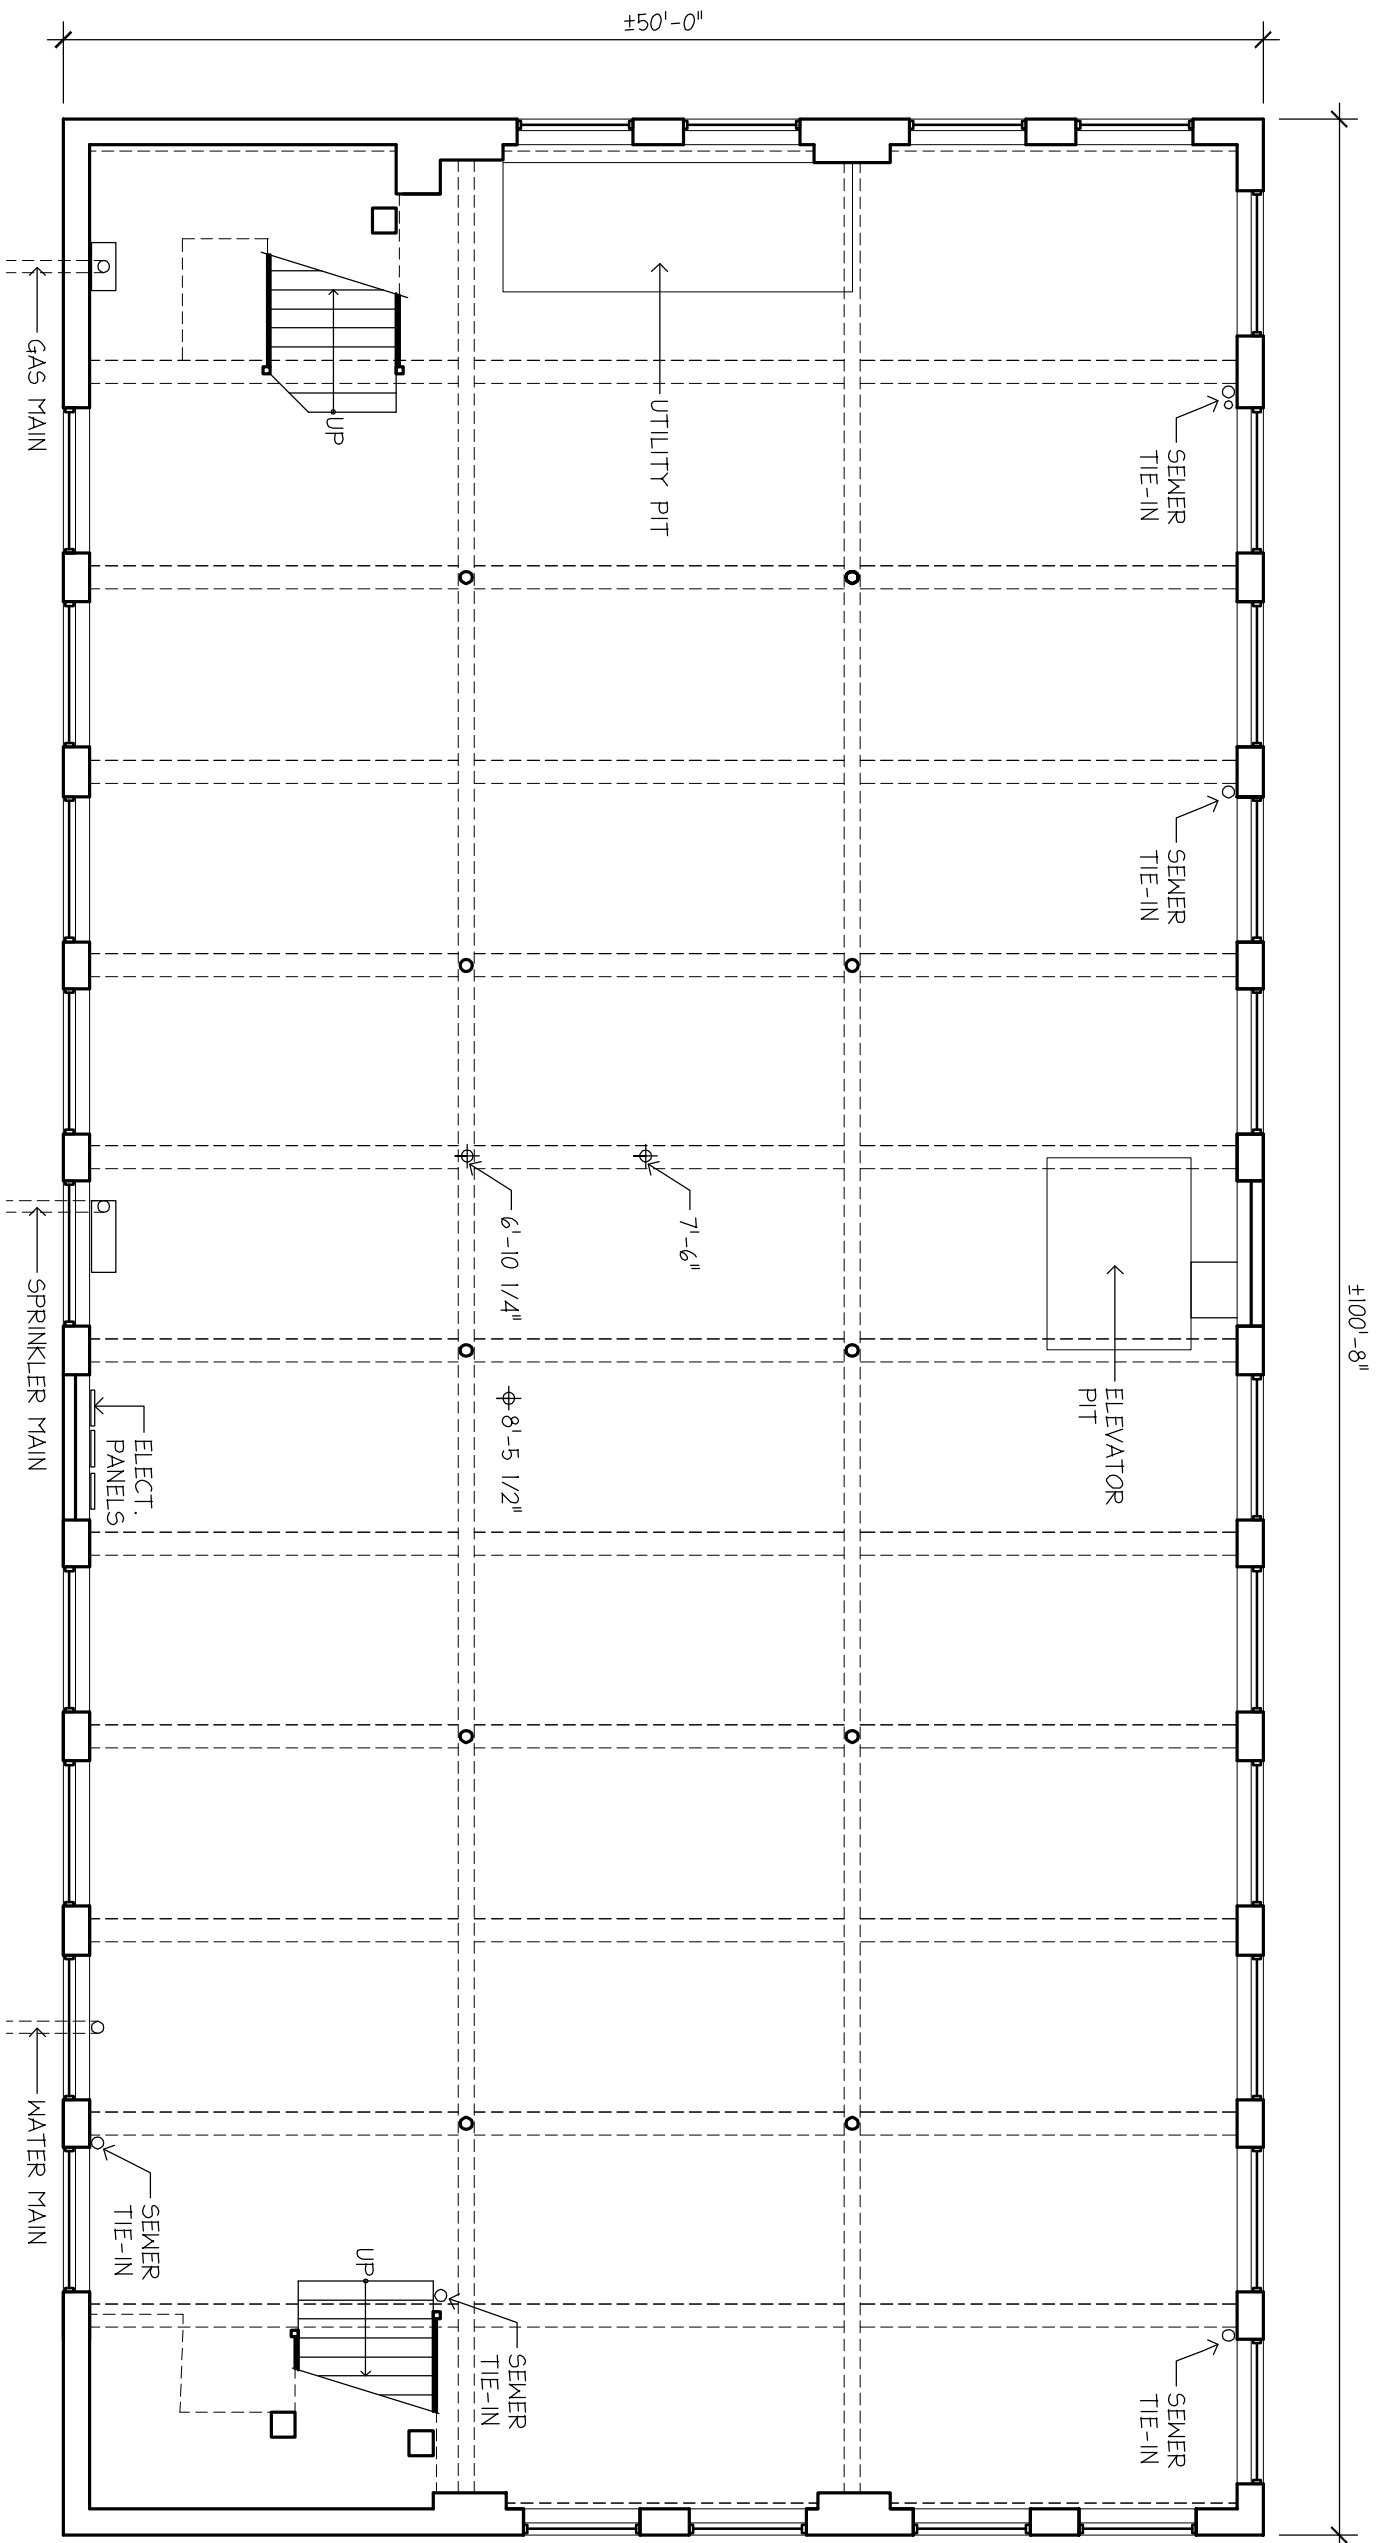 ±50'-0"
±100'-8"
GAS MAIN
UP
UTILITY PIT
SEWER
TIE-IN
SEWER
TIE-IN
7'-6"
6'-10 1/4"
SPRINKLER MAIN
ELEVATOR
PIT
8'-5 1/2"
ELECT.
PANELS
WATER MAIN
SEWER
TIE-IN
UP
SEWER
TIE-IN
SEWER
TIE-IN